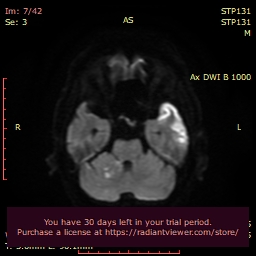 Im: 7/42
Se: 3
AS
STP131
STP131
M
Ax DWI B 1000
R
L
You have 30 days left in your trial period.
Purchase a license at https://radiantviewer.com/store/